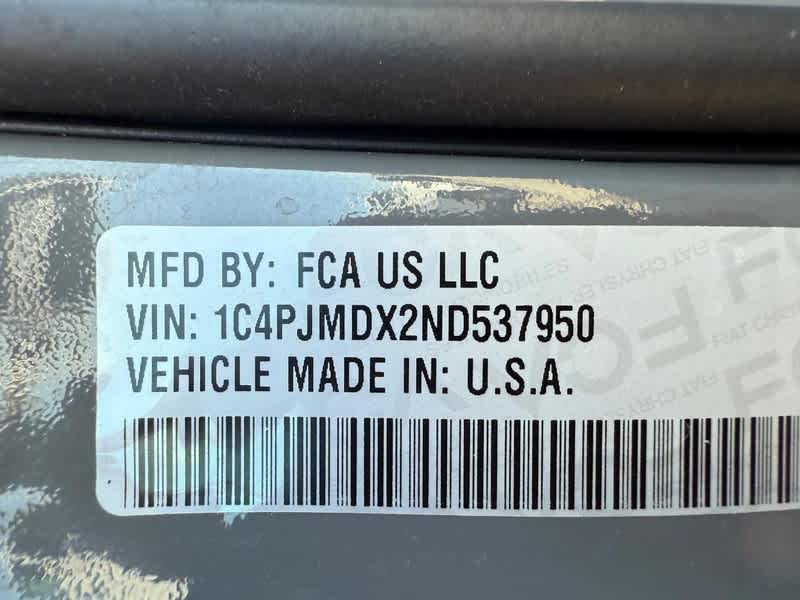 MFD BY: FCA US LLC
VIN: 1C4PJMDX2ND537950
VEHICLE MADE IN: U.S.A.